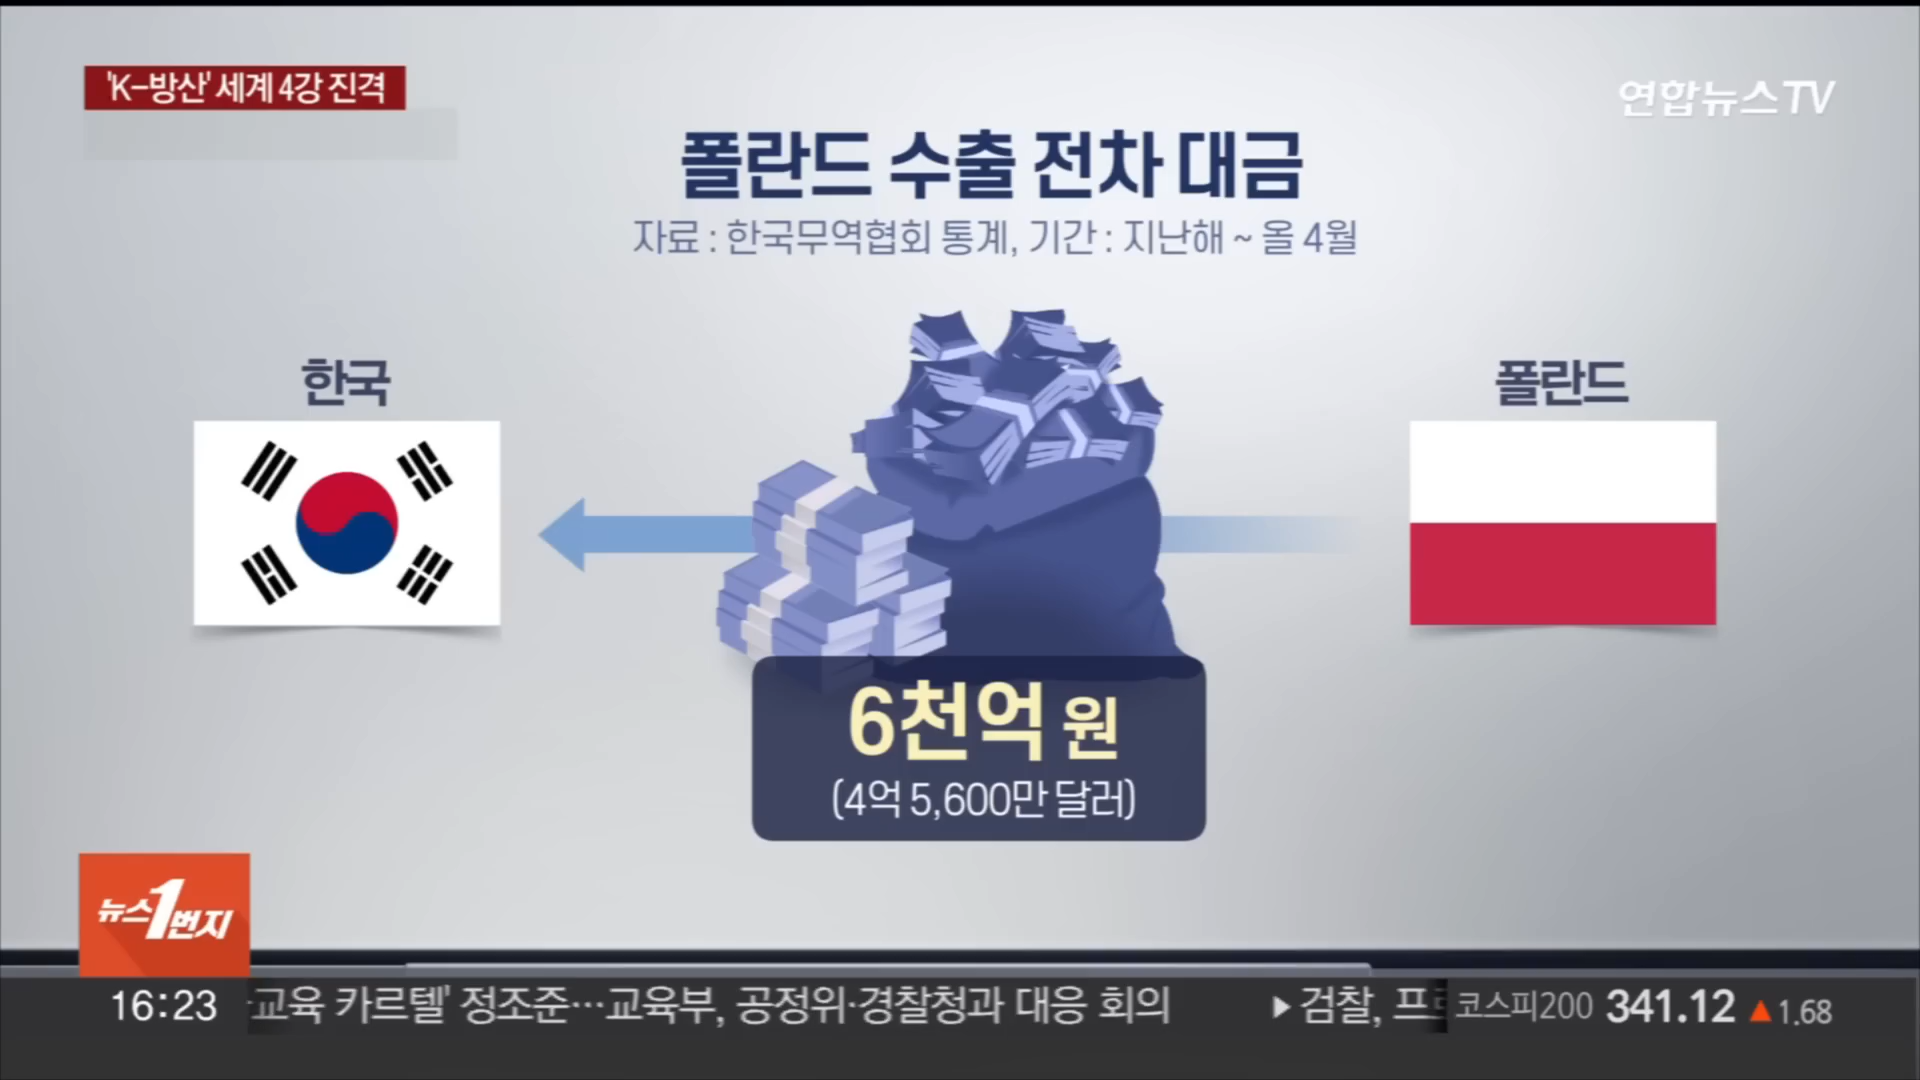 'K-방산' 세계 4강 진격
연합뉴스TV
폴란드 수출 전차 대금
자료 : 한국무역협회 통계, 기간 : 지난해 ~ 올 4월
한국
폴란드
6천억 원
(4억 5,600만 달러)
뉴스1번지
16:23 교육 카르텔' 정조준…교육부, 공정위·경찰청과 대응 회의 ▶검찰, 코스피200 341.12 ▲1.68